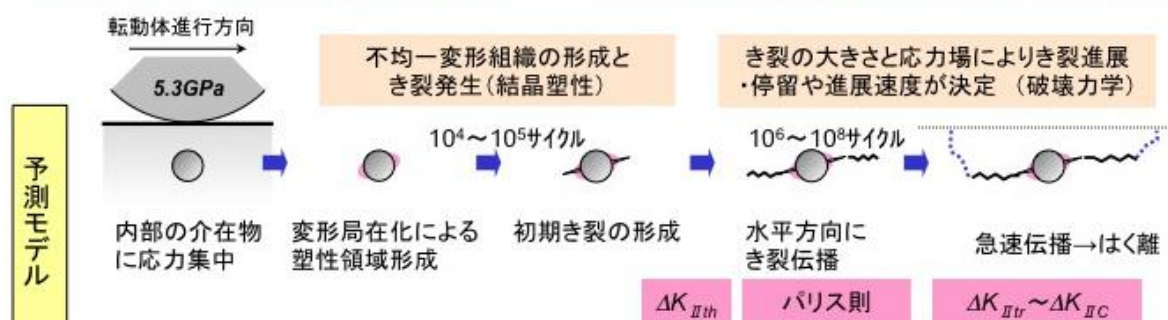 転動体進行方向
5.3GPa
不均一変形組織の形成と
き裂発生(結晶塑性)
き裂の大きさと応力場によりき裂進展
・停留や進展速度が決定 (破壊力学)
予測モデル
10⁴~10⁵サイクル
10⁶~10⁸サイクル
内部の介在物
に応力集中
変形局在化による
塑性領域形成
初期き裂の形成
水平方向に
き裂伝播
急速伝播→はく離
ΔK_Ⅱth
パリス則
ΔK_Ⅱtr~ΔK_ⅡC